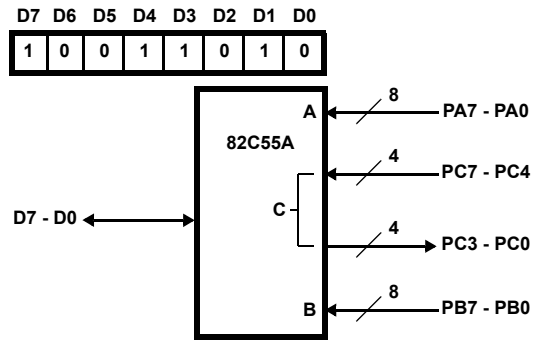 D7 D6 D5 D4 D3 D2 D1 D0
1 0 0 1 1 0 1 0
8
A
PA7 - PA0
82C55A
4
PC7 - PC4
C
D7 - D0
4
PC3 - PC0
8
B
PB7 - PB0